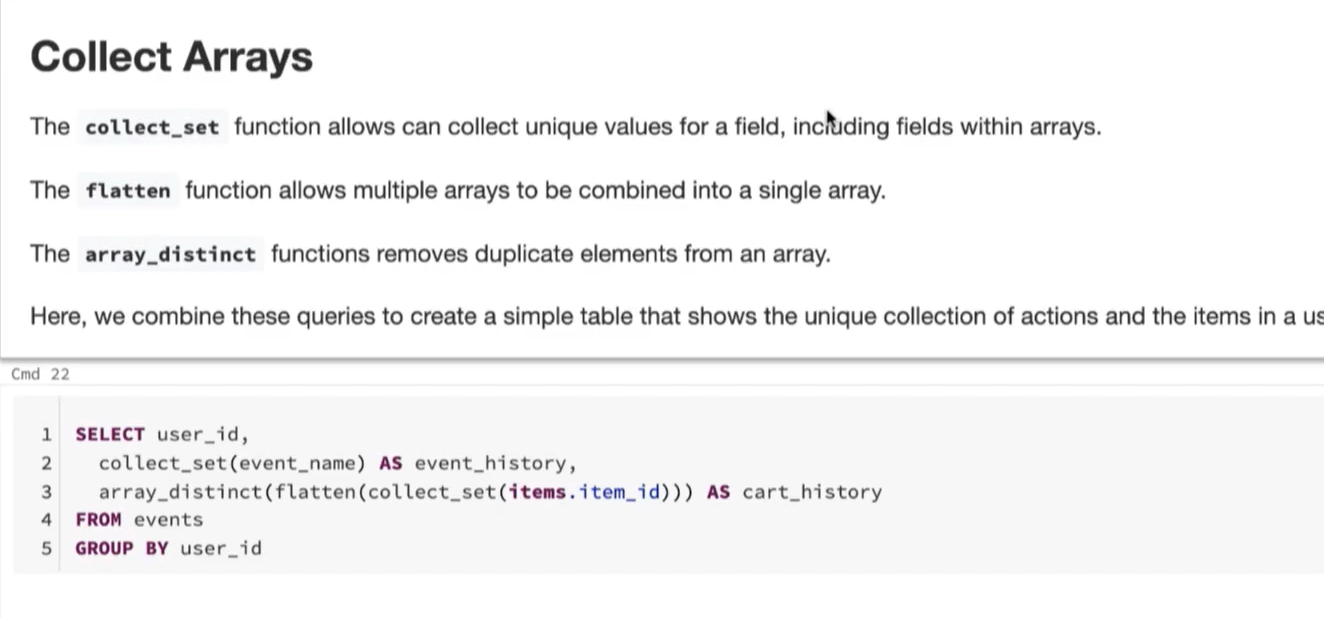 Collect Arrays
The collect_set function allows can collect unique values for a field, including fields within arrays.
The flatten function allows multiple arrays to be combined into a single array.
The array_distinct functions removes duplicate elements from an array.
Here, we combine these queries to create a simple table that shows the unique collection of actions and the items in a us
Cmd 22
1 SELECT user_id,
2 collect_set(event_name) AS event_history,
3 array_distinct(flatten(collect_set(items.item_id))) AS cart_history
4 FROM events
5 GROUP BY user_id